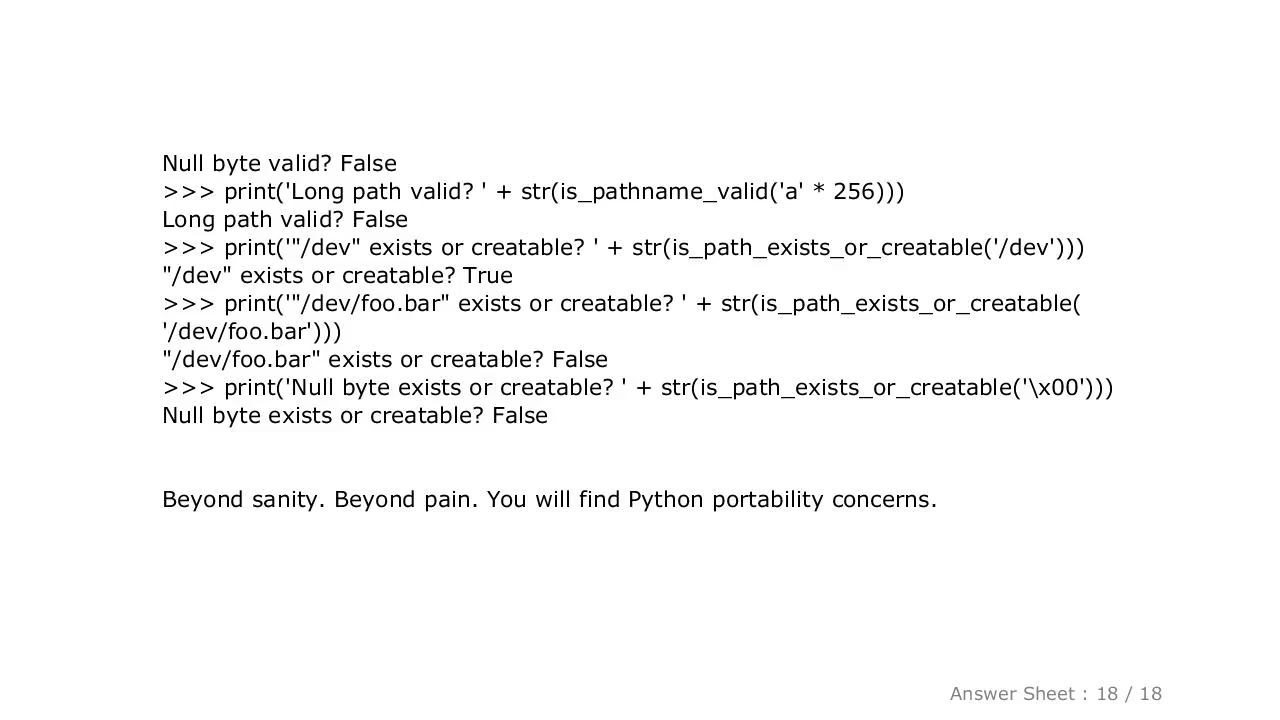 Null byte valid? False
>>> print('Long path valid? ' + str(is_pathname_valid('a' * 256)))
Long path valid? False
>>> print('"/dev" exists or creatable? ' + str(is_path_exists_or_creatable('/dev')))
"/dev" exists or creatable? True
>>> print('"/dev/foo.bar" exists or creatable? ' + str(is_path_exists_or_creatable(
'/dev/foo.bar')))
"/dev/foo.bar" exists or creatable? False
>>> print('Null byte exists or creatable? ' + str(is_path_exists_or_creatable('\x00')))
Null byte exists or creatable? False
Beyond sanity. Beyond pain. You will find Python portability concerns.
Answer Sheet : 18 / 18